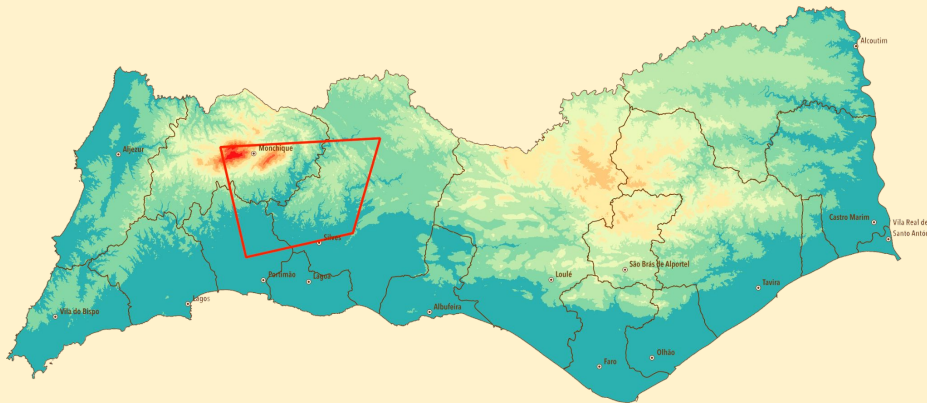 Alcoutim
Aljezur
Monchique
Castro Marim
Vila Real de
Santo Antón
Silves
São Brás de Alportel
Loulé
Portimão
Lagoa
Tavira
Lagos
Vila do Bispo
Albufeira
Olhão
Faro